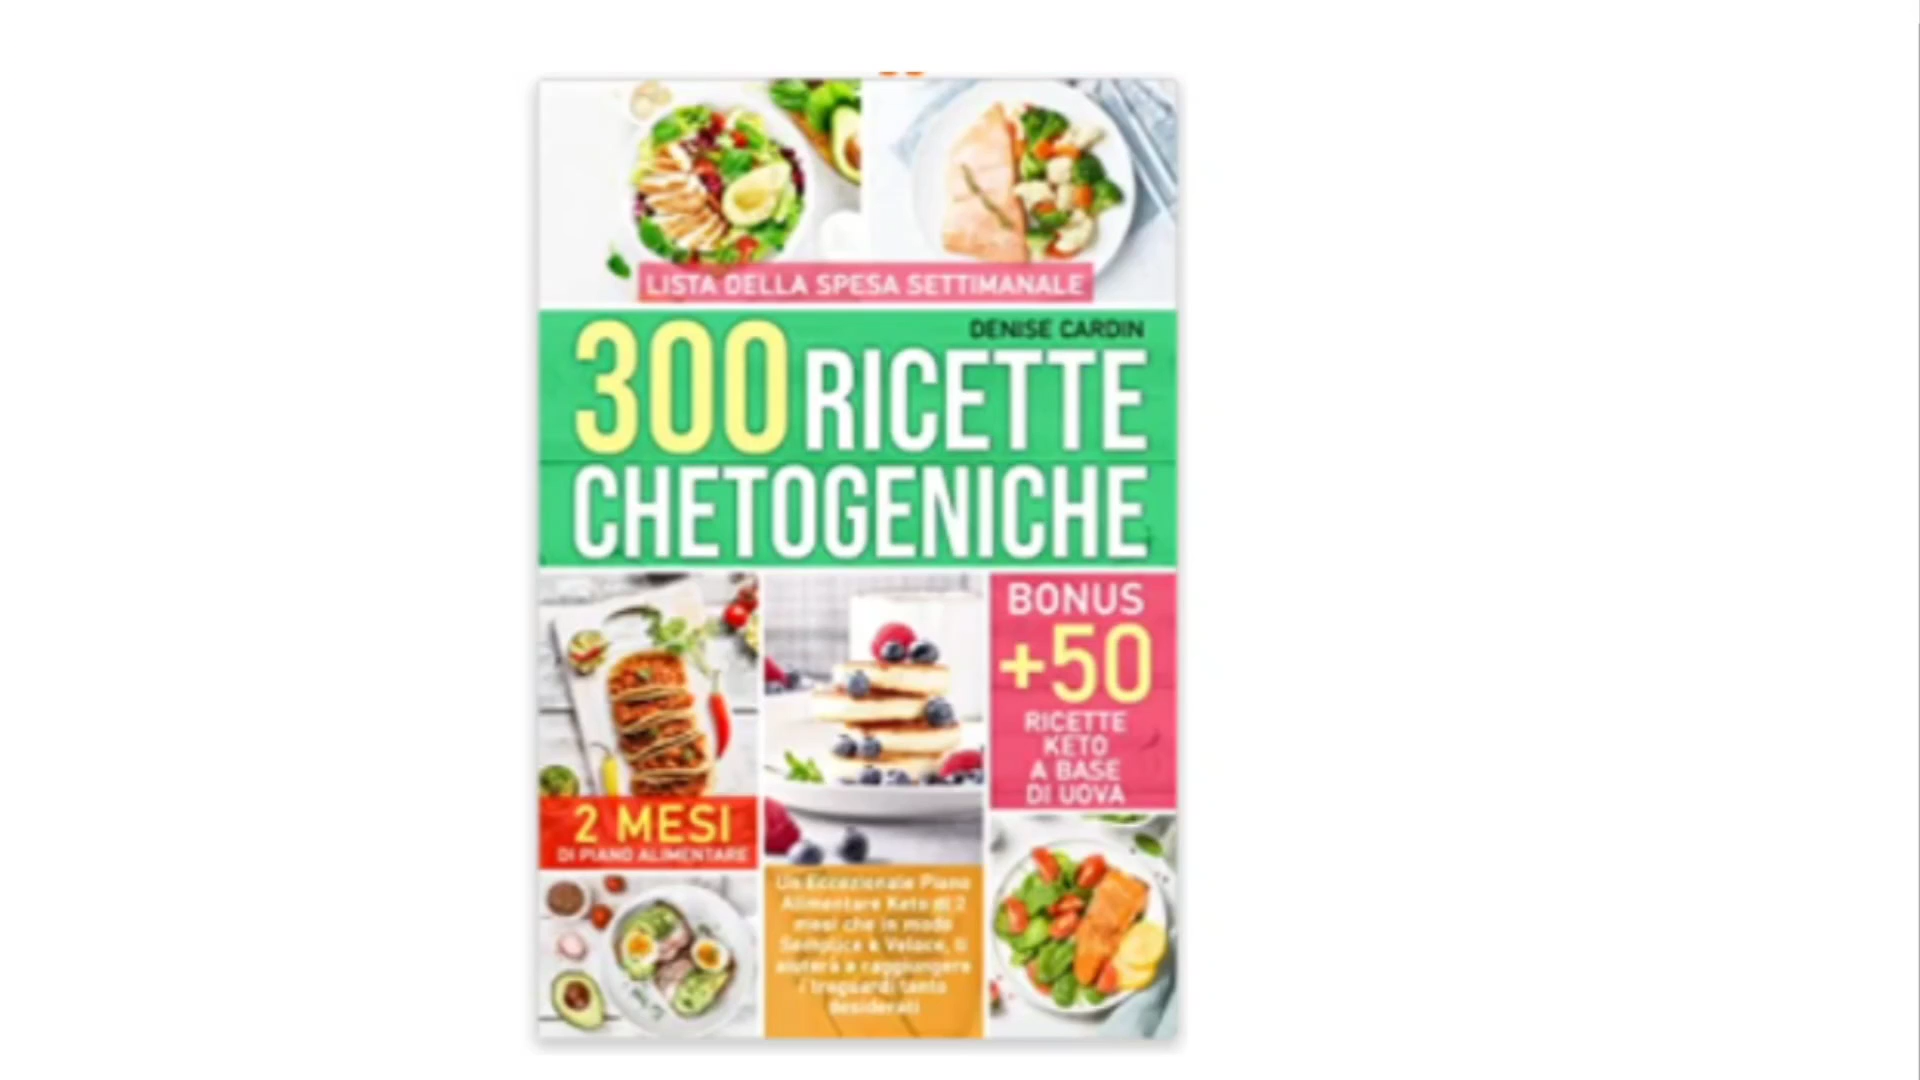 LISTA DELLA SPESA SETTIMANALE
DENISE CARDIN
300 RICETTE
CHETOGENICHE
BONUS
+50
RICETTE
KETO
A BASE
DI UOVA
2 MESI
DI PIANO ALIMENTARE
Un Eccezionale Piano
Alimentare Keto di 2
mesi che in modo
Semplice e Veloce, ti
aiuterà a raggiungere
i traguardi tanto
desiderati